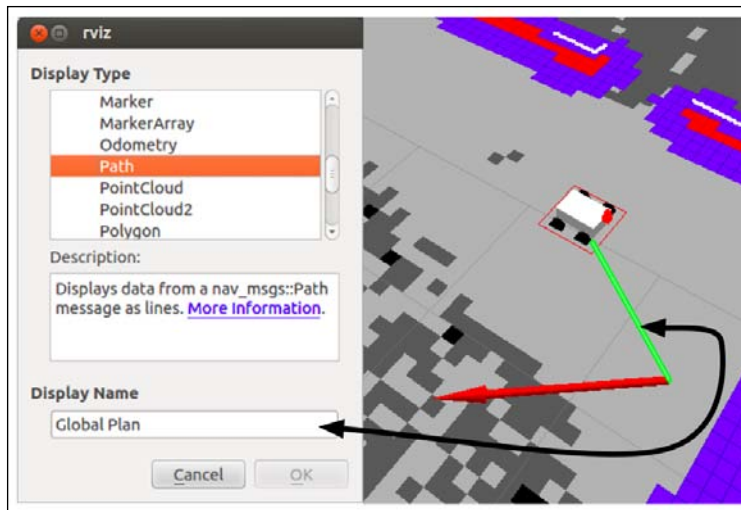 rviz
Display Type
Marker
MarkerArray
Odometry
Path
PointCloud
PointCloud2
Polygon
Description:
Displays data from a nav_msgs::Path
message as lines. More Information.
Display Name
Global Plan
Cancel
OK